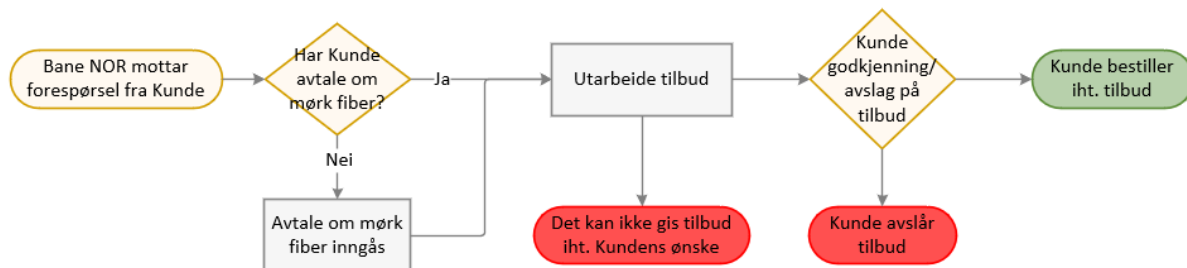 Bane NOR mottar
forespørsel fra Kunde
Har Kunde
avtale om
mørk fiber?
Ja
Nei
Avtale om mørk
fiber inngås
Utarbeide tilbud
Det kan ikke gis tilbud
iht. Kundens ønske
Kunde
godkjenning/
avslag på
tilbud
Kunde avslår
tilbud
Kunde bestiller
iht. tilbud